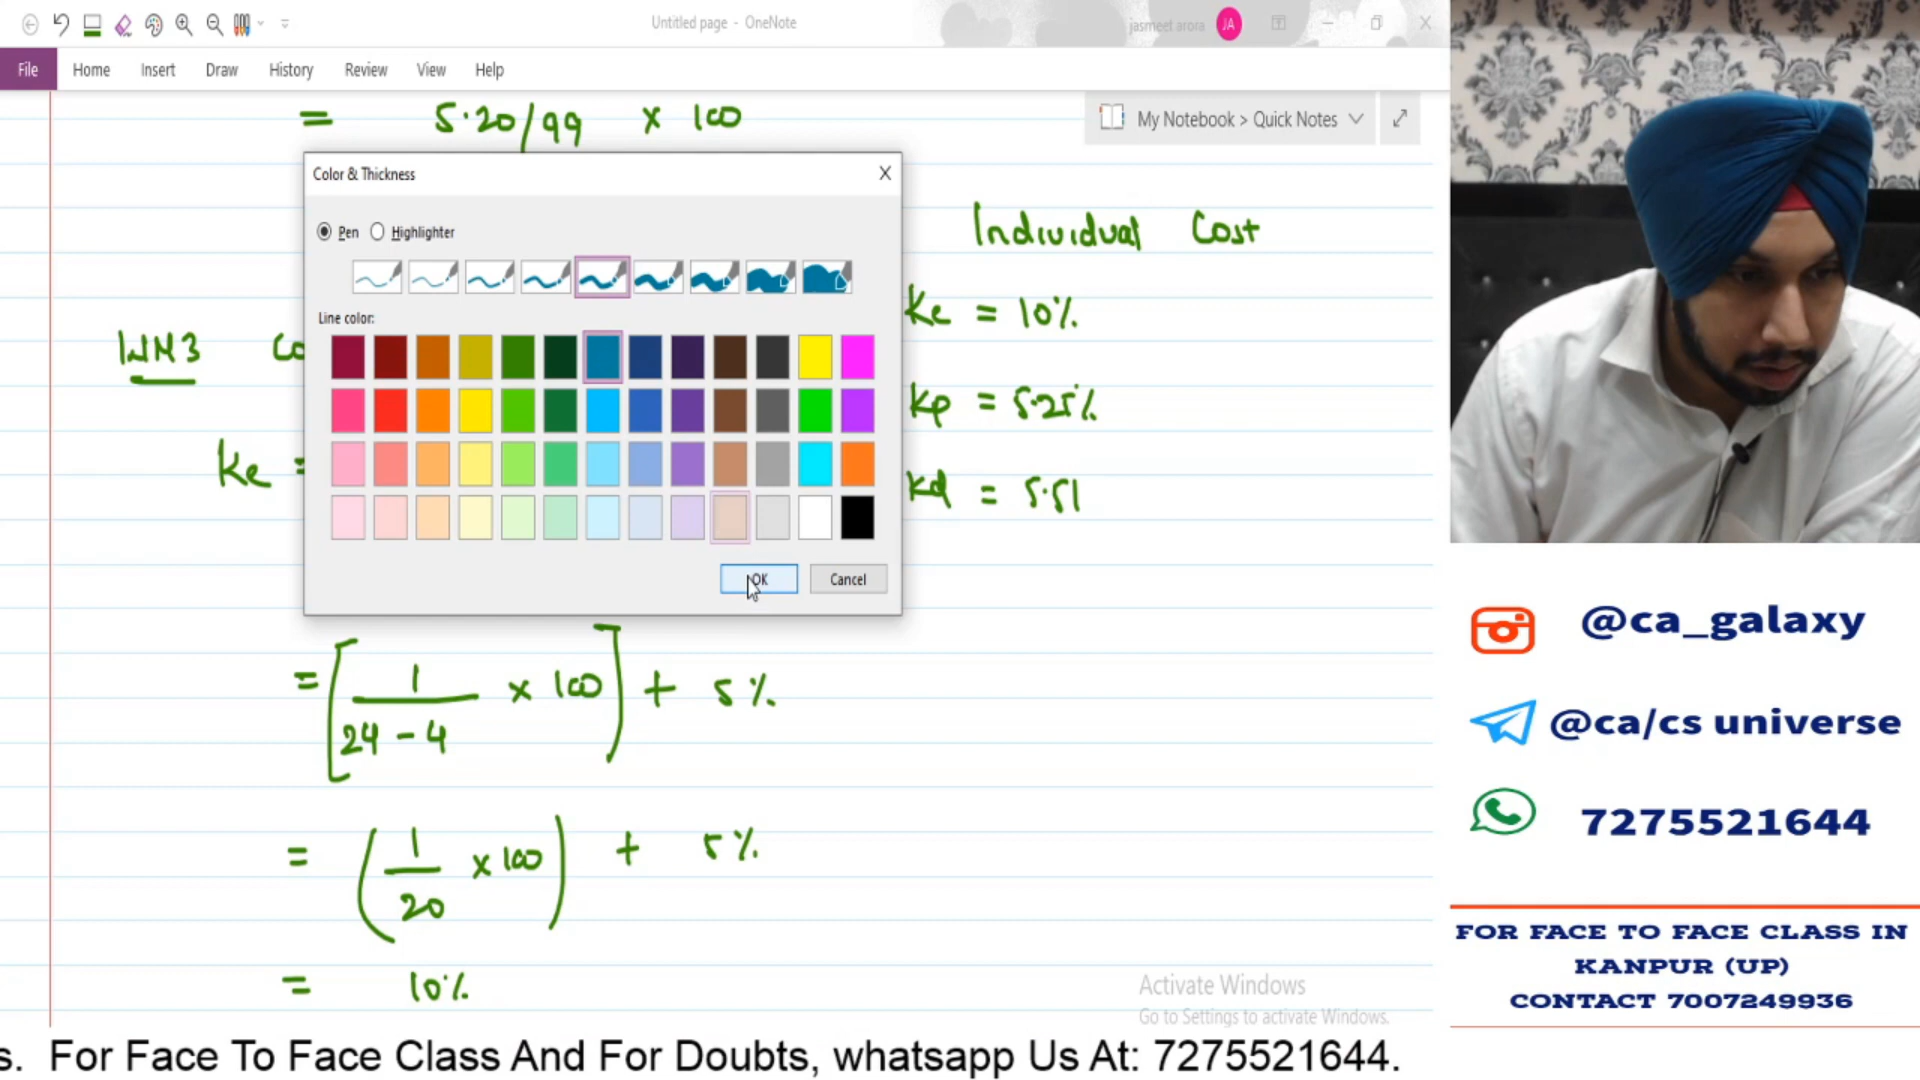 Untitled page - OneNote
jasmeet arora JA
File Home Insert Draw History Review View Help
My Notebook > Quick Notes
= 5.20/99 x 100
Color & Thickness
Pen Highlighter
Line color:
OK Cancel
Individual Cost
Ke = 10%
Kp = 5.25%
Kd = 5.51
WN3 Co
Ke =
= [ 1 / 24 - 4 x 100 ] + 5%
= ( 1 / 20 x 100 ) + 5%
= 10%
Activate Windows
Go to Settings to activate Windows.
@ca_galaxy
@ca/cs universe
7275521644
FOR FACE TO FACE CLASS IN
KANPUR (UP)
CONTACT 7007249936
s. For Face To Face Class And For Doubts, whatsapp Us At: 7275521644.